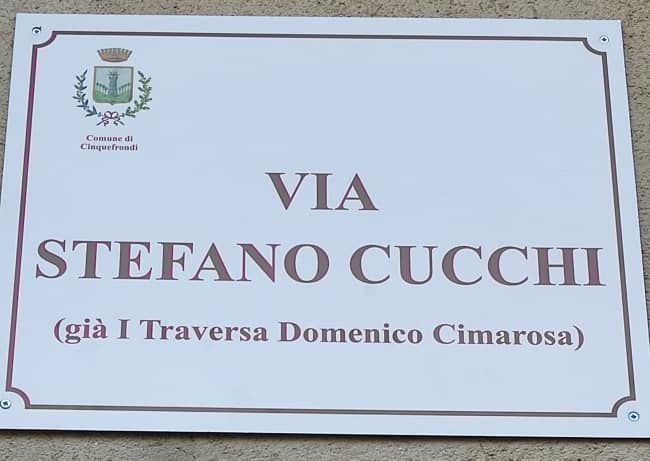 Comune di
Cinquefrondi
VIA
STEFANO CUCCHI
(già I Traversa Domenico Cimarosa)